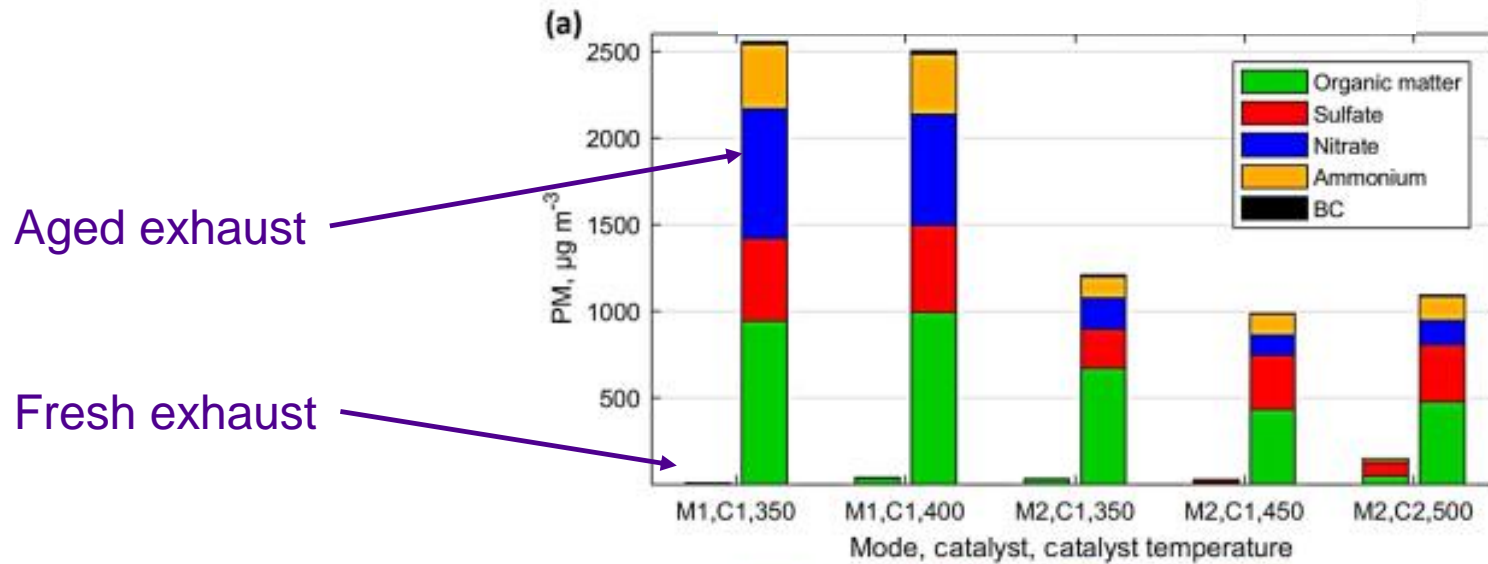 (a)
2500
2000
1500
1000
500
PM, µg m⁻³
Organic matter
Sulfate
Nitrate
Ammonium
BC
Aged exhaust
Fresh exhaust
M1,C1,350 M1,C1,400 M2,C1,350 M2,C1,450 M2,C2,500
Mode, catalyst, catalyst temperature